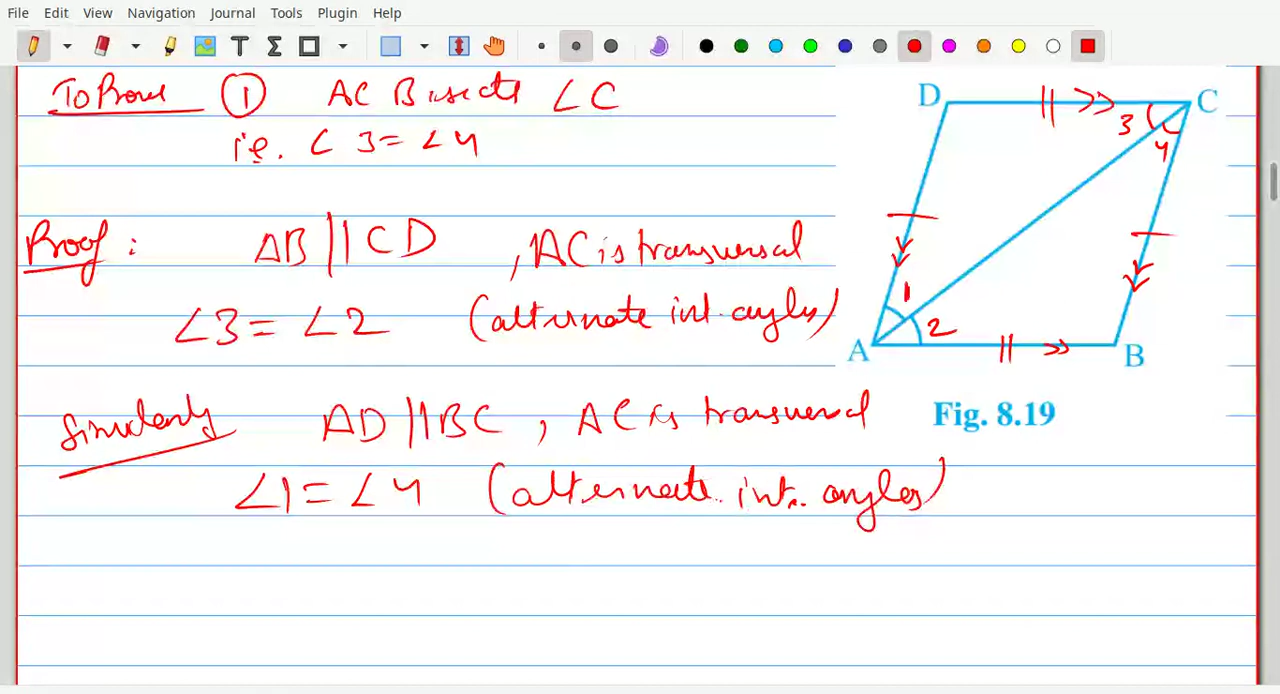 File Edit View Navigation Journal Tools Plugin Help
To Prove ① AC Bisects ∠C
i.e. ∠3 = ∠4
Proof : AB || CD , AC is transversal
∠3 = ∠2 (alternate int. angles)
Similarly AD || BC , AC is transversal
∠1 = ∠4 (alternate int. angles)
D C
3
4
1
2
A B
Fig. 8.19